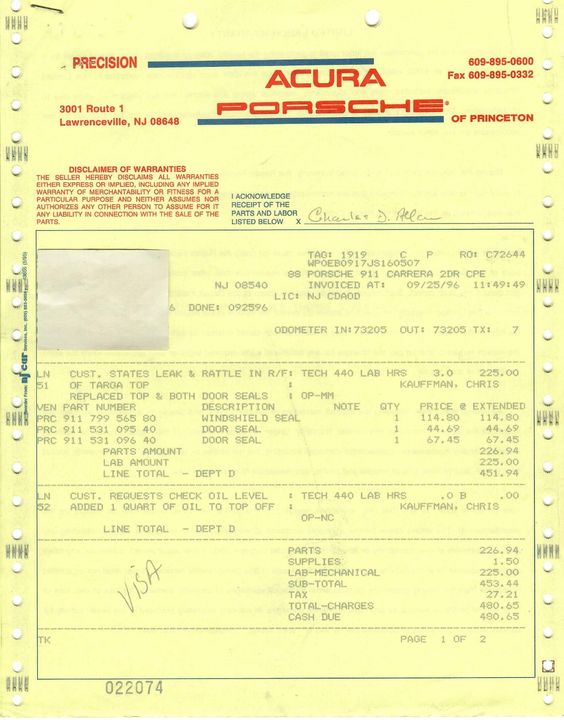 PRECISION
ACURA
PORSCHE®
OF PRINCETON
609-895-0600
Fax 609-895-0332
3001 Route 1
Lawrenceville, NJ 08648
DISCLAIMER OF WARRANTIES
THE SELLER HEREBY DISCLAIMS ALL WARRANTIES
EITHER EXPRESS OR IMPLIED, INCLUDING ANY IMPLIED
WARRANTY OF MERCHANTABILITY OR FITNESS FOR A
PARTICULAR PURPOSE AND NEITHER ASSUMES NOR
AUTHORIZES ANY OTHER PERSON TO ASSUME FOR IT
ANY LIABILITY IN CONNECTION WITH THE SALE OF THE
PARTS.
I ACKNOWLEDGE
RECEIPT OF THE
PARTS AND LABOR
LISTED BELOW X Charles D. Allan
TAG: 1919 C P RO: C72644
WPOEB0917JS160507
88 PORSCHE 911 CARRERA 2DR CPE
NJ 08540 INVOICED AT: 09/25/96 11:49:49
LIC: NJ CDAOD
6 DONE: 092596
ODOMETER IN:73205 OUT: 73205 TX: 7
LN CUST. STATES LEAK & RATTLE IN R/F: TECH 440 LAB HRS 3.0 225.00
51 OF TARGA TOP : KAUFFMAN, CHRIS
REPLACED TOP & BOTH DOOR SEALS : OP-MM
VEN PART NUMBER DESCRIPTION NOTE QTY PRICE @ EXTENDED
PRC 911 799 565 80 WINDSHIELD SEAL 1 114.80 114.80
PRC 911 531 095 40 DOOR SEAL 1 44.69 44.69
PRC 911 531 096 40 DOOR SEAL 1 67.45 67.45
PARTS AMOUNT 226.94
LAB AMOUNT 225.00
LINE TOTAL - DEPT D 451.94
LN CUST. REQUESTS CHECK OIL LEVEL : TECH 440 LAB HRS .0 B .00
52 ADDED 1 QUART OF OIL TO TOP OFF : KAUFFMAN, CHRIS
OP-NC
LINE TOTAL - DEPT D
PARTS 226.94
SUPPLIES 1.50
LAB-MECHANICAL 225.00
SUB-TOTAL 453.44
TAX 27.21
TOTAL-CHARGES 480.65
CASH DUE 480.65
VISA
TK PAGE 1 OF 2
022074